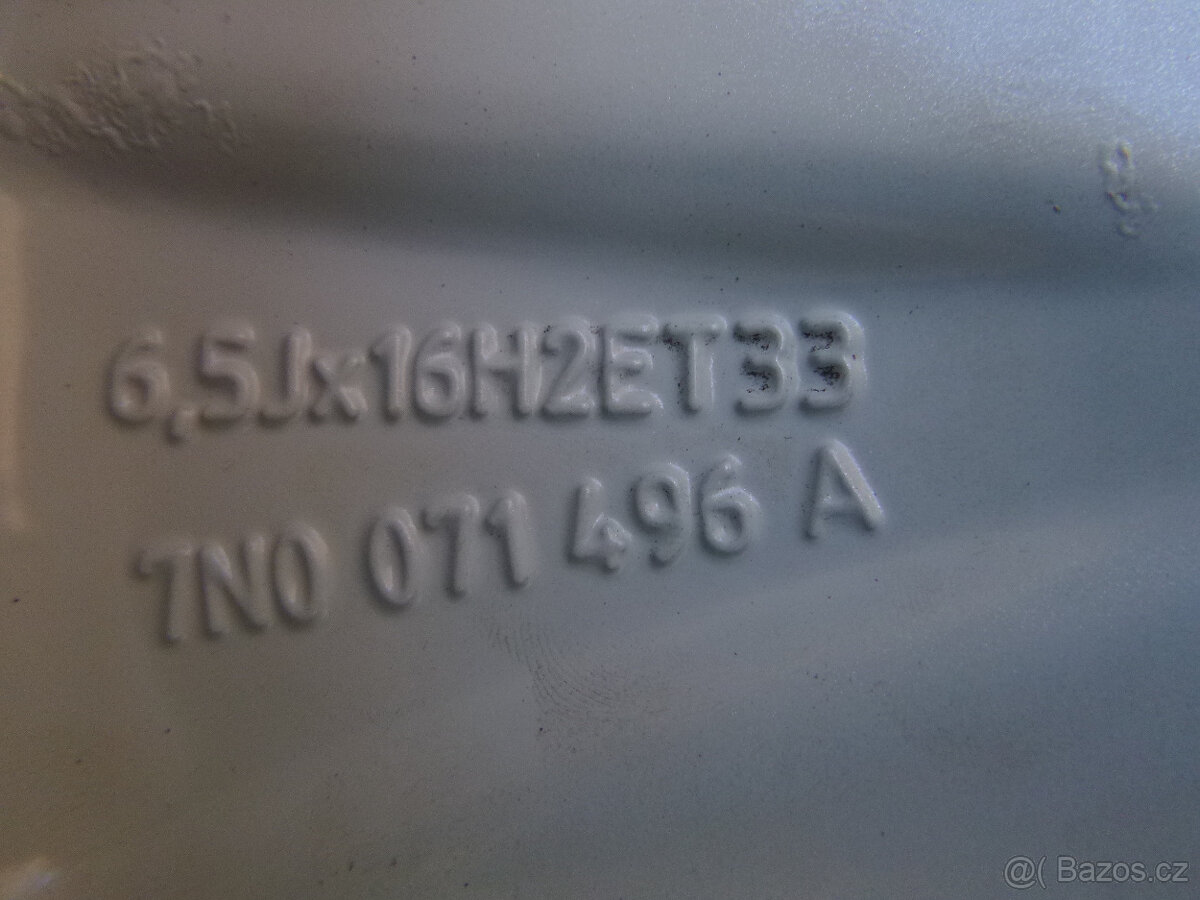 6,5Jx16H2ET33
7N0 071 496 A
@( Bazos.cz